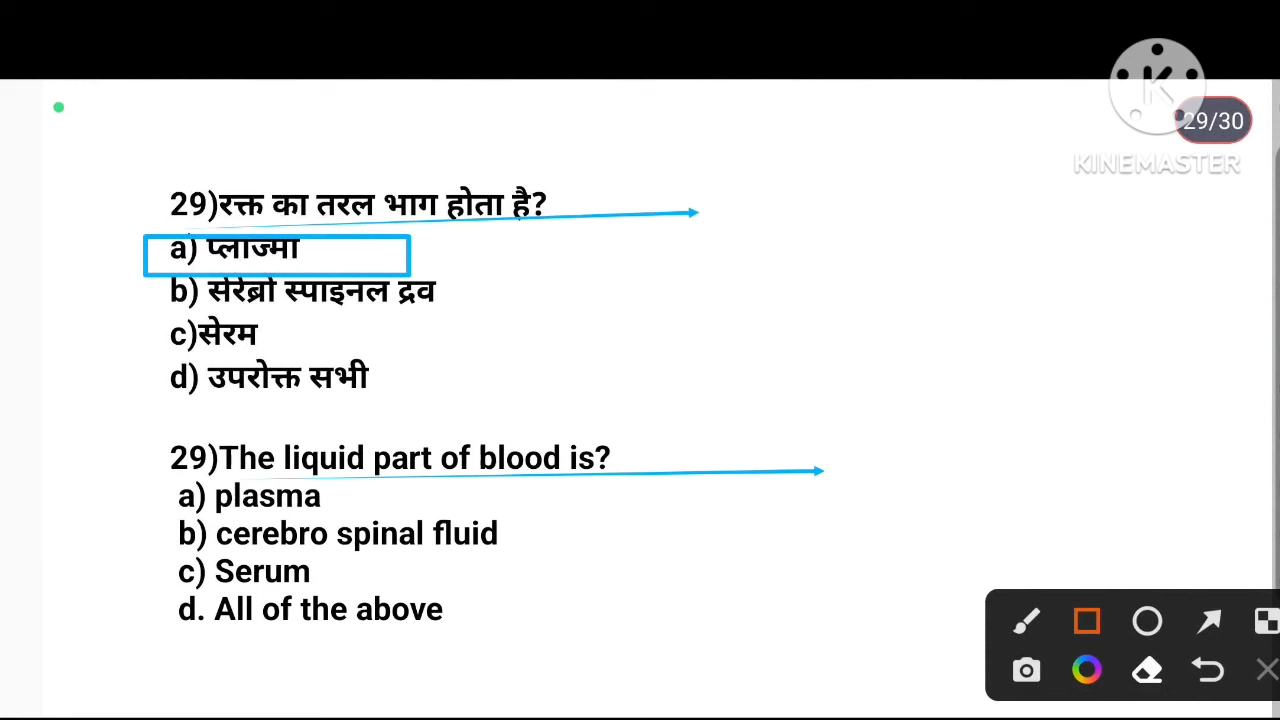 29/30
KINEMASTER
29)रक्त का तरल भाग होता है?
a) प्लाज्मा
b) सेरेब्रो स्पाइनल द्रव
c)सेरम
d) उपरोक्त सभी
29)The liquid part of blood is?
a) plasma
b) cerebro spinal fluid
c) Serum
d. All of the above